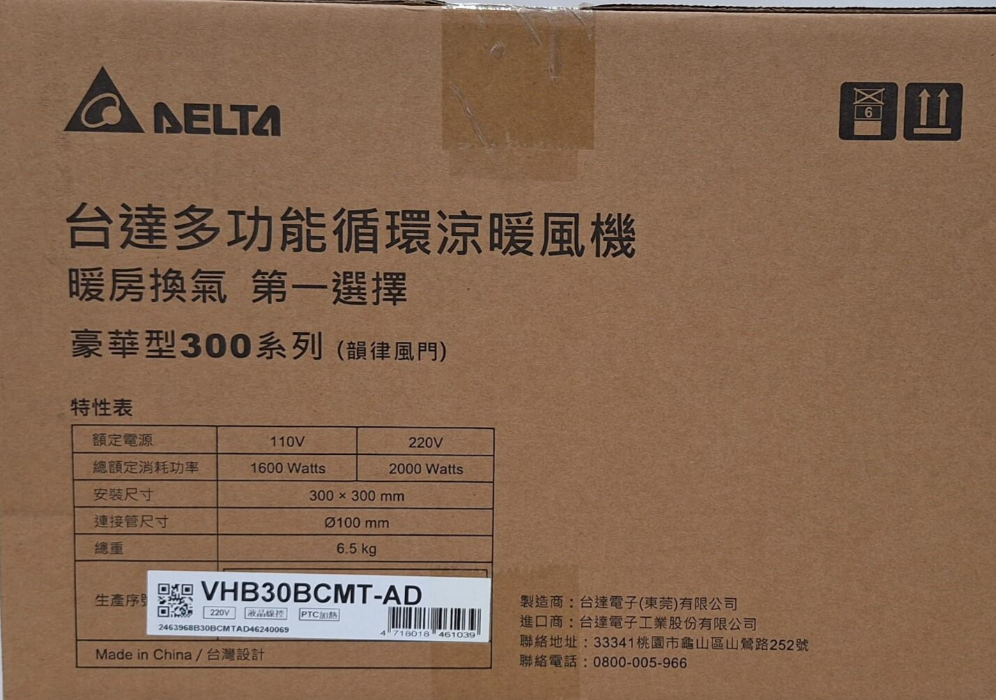 DELTA
6
台達多功能循環涼暖風機
暖房換氣 第一選擇
豪華型300系列 (韻律風門)
特性表
額定電源 110V 220V
總額定消耗功率 1600 Watts 2000 Watts
安裝尺寸 300 × 300 mm
連接管尺寸 Ø100 mm
總重 6.5 kg
生產序號
VHB30BCMT-AD
220V 液晶線控 PTC加熱
2463968B30BCMTAD46240069
4 718018 461039
Made in China / 台灣設計
製造商：台達電子(東莞)有限公司
進口商：台達電子工業股份有限公司
聯絡地址：33341桃園市龜山區山鶯路252號
聯絡電話：0800-005-966